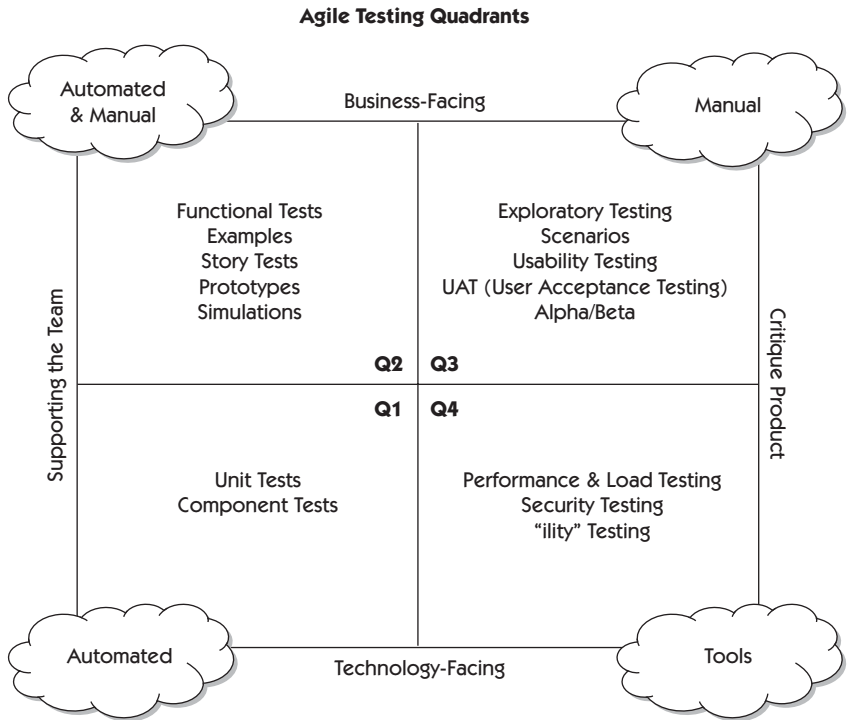 Agile Testing Quadrants
Automated
& Manual
Business-Facing
Manual
Functional Tests
Examples
Story Tests
Prototypes
Simulations
Exploratory Testing
Scenarios
Usability Testing
UAT (User Acceptance Testing)
Alpha/Beta
Supporting the Team
Critique Product
Q2
Q3
Q1
Q4
Unit Tests
Component Tests
Performance & Load Testing
Security Testing
“ility” Testing
Automated
Technology-Facing
Tools